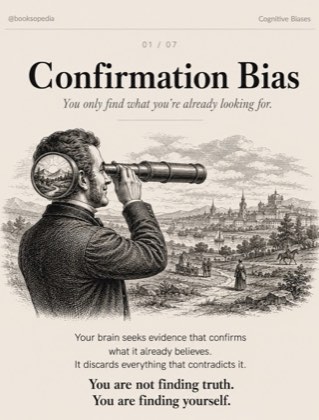 @booksopedia
Cognitive Biases
01 / 07
Confirmation Bias
You only find what you're already looking for.
Your brain seeks evidence that confirms
what it already believes.
It discards everything that contradicts it.
You are not finding truth.
You are finding yourself.